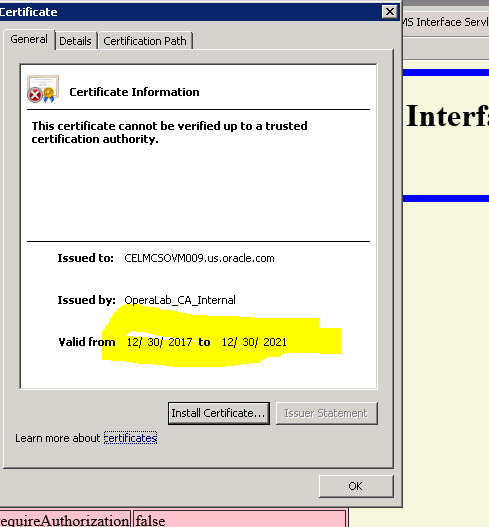 Certificate
MS Interface Servl
General
Details
Certification Path
Interf
Certificate Information
This certificate cannot be verified up to a trusted
certification authority.
Issued to: CELMCSOVM009.us.oracle.com
Issued by: OperaLab_CA_Internal
Valid from 12/ 30/ 2017 to 12/ 30/ 2021
Install Certificate...
Issuer Statement
Learn more about certificates
OK
equireAuthorization false